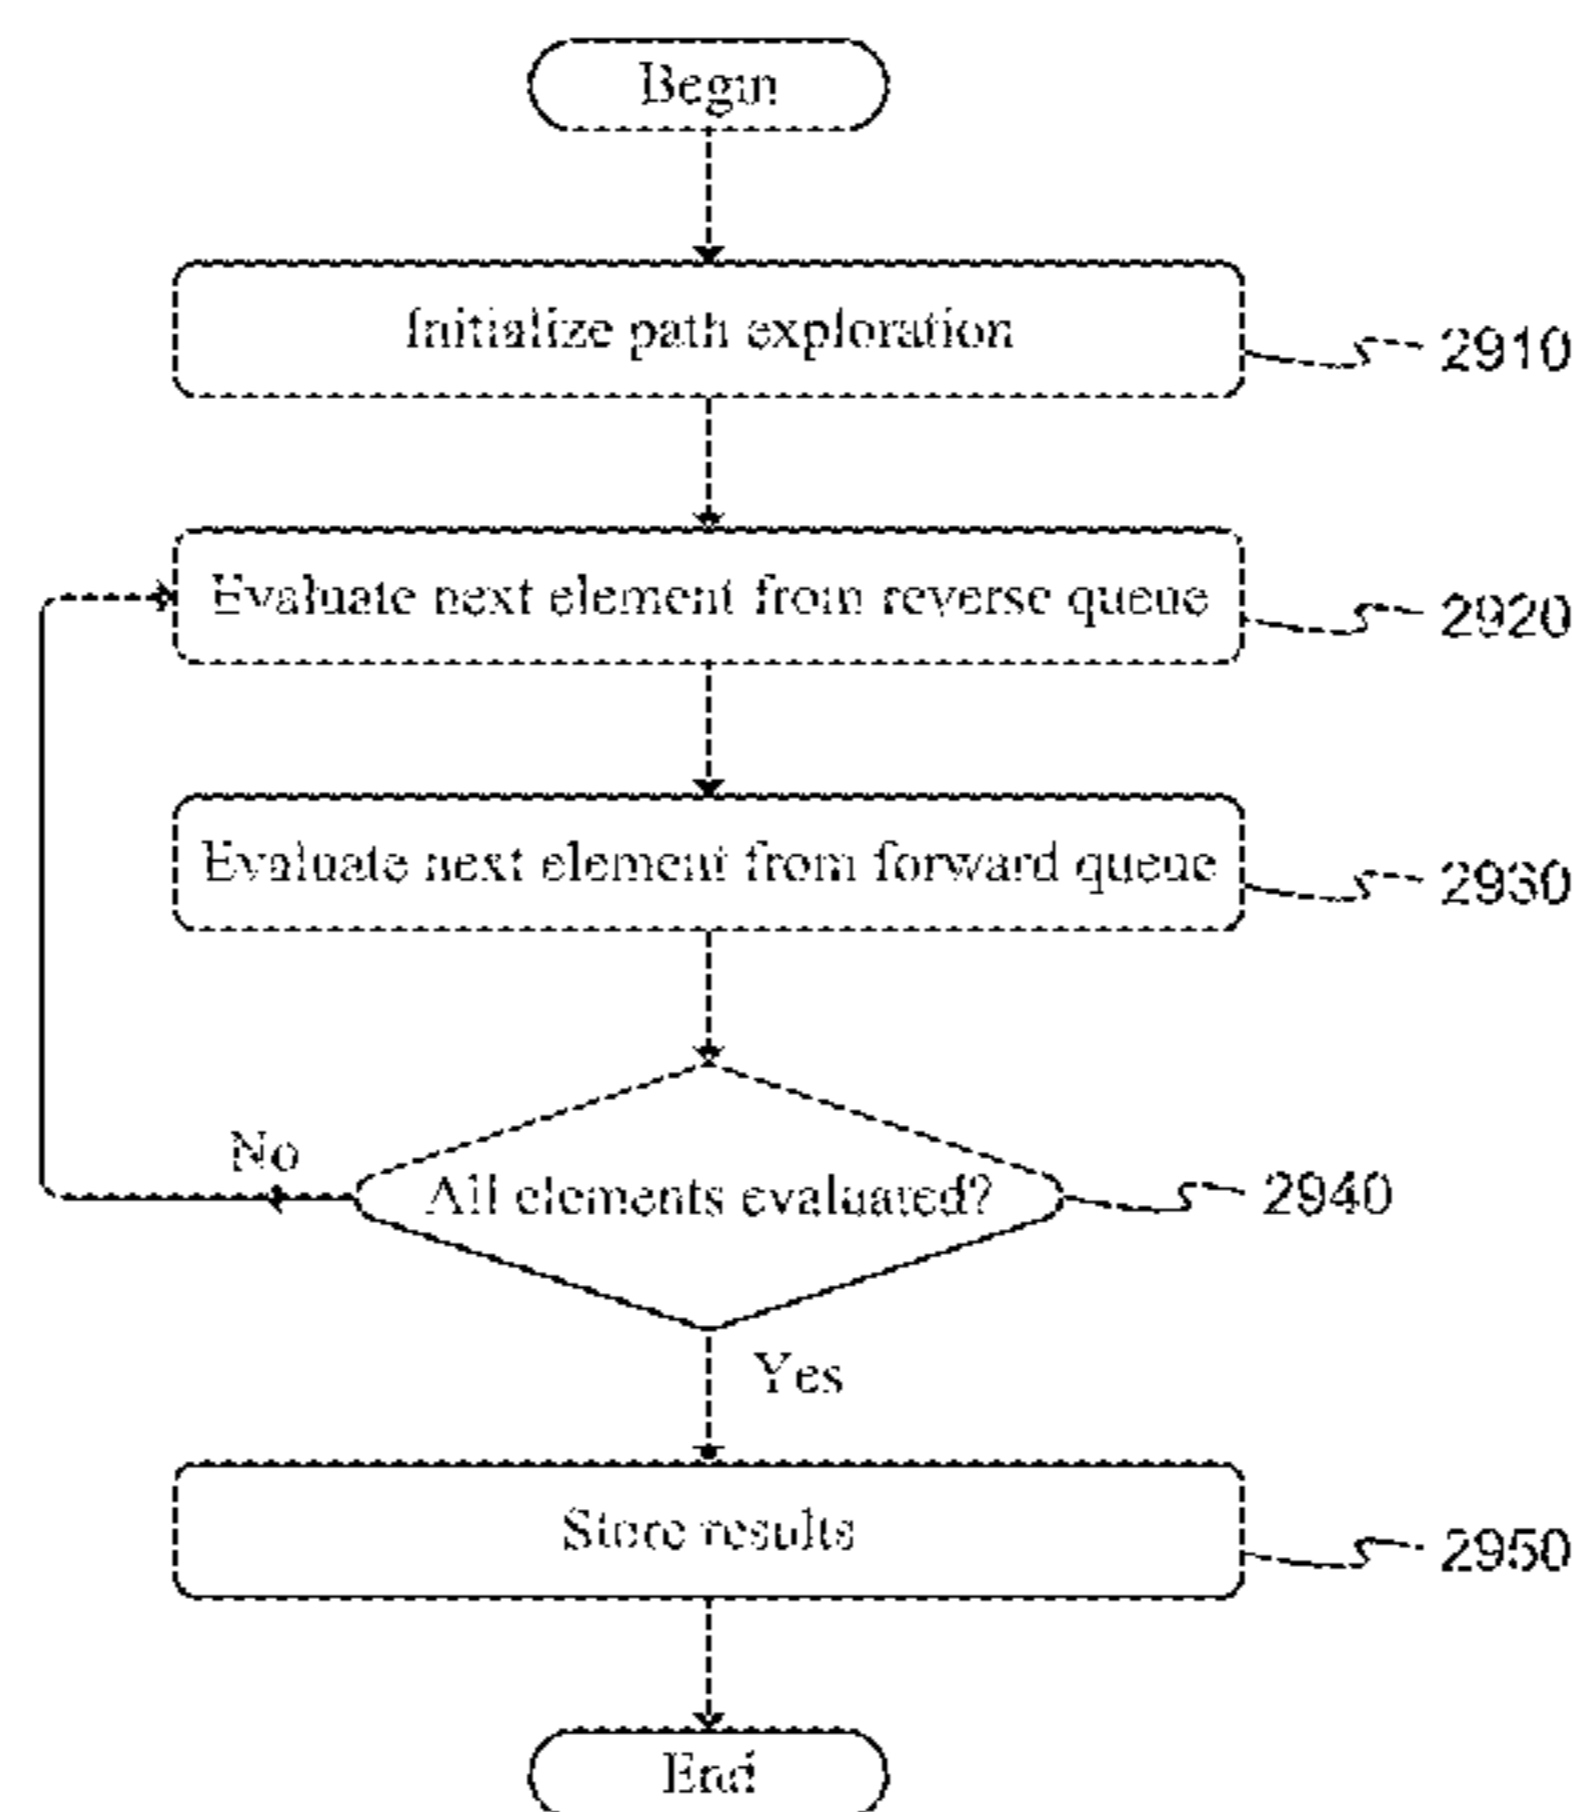 Begin
Initialize path exploration
2910
Evaluate next element from reverse queue
2920
Evaluate next element from forward queue
2930
No
All elements evaluated?
2940
Yes
Store results
2950
End